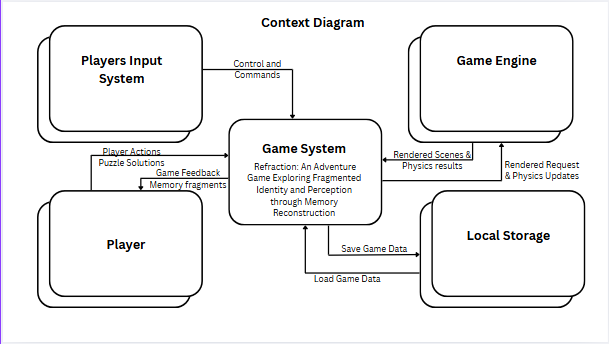 Context Diagram
Players Input
System
Control and
Commands
Game Engine
Game System
Refraction: An Adventure
Game Exploring Fragmented
Identity and Perception
through Memory
Reconstruction
Player Actions
Puzzle Solutions
Game Feedback
Memory fragments
Rendered Scenes &
Physics results
Rendered Request
& Physics Updates
Player
Local Storage
Save Game Data
Load Game Data